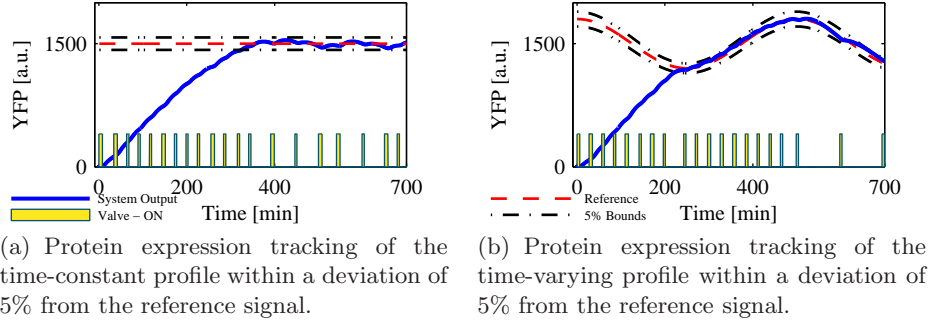 YFP [a.u.]
1500
0
0 200 400 700
Time [min]
System Output
Valve – ON
YFP [a.u.]
1500
0
0 200 400 700
Time [min]
Reference
5% Bounds
(a) Protein expression tracking of the
time-constant profile within a deviation of
5% from the reference signal.
(b) Protein expression tracking of the
time-varying profile within a deviation of
5% from the reference signal.